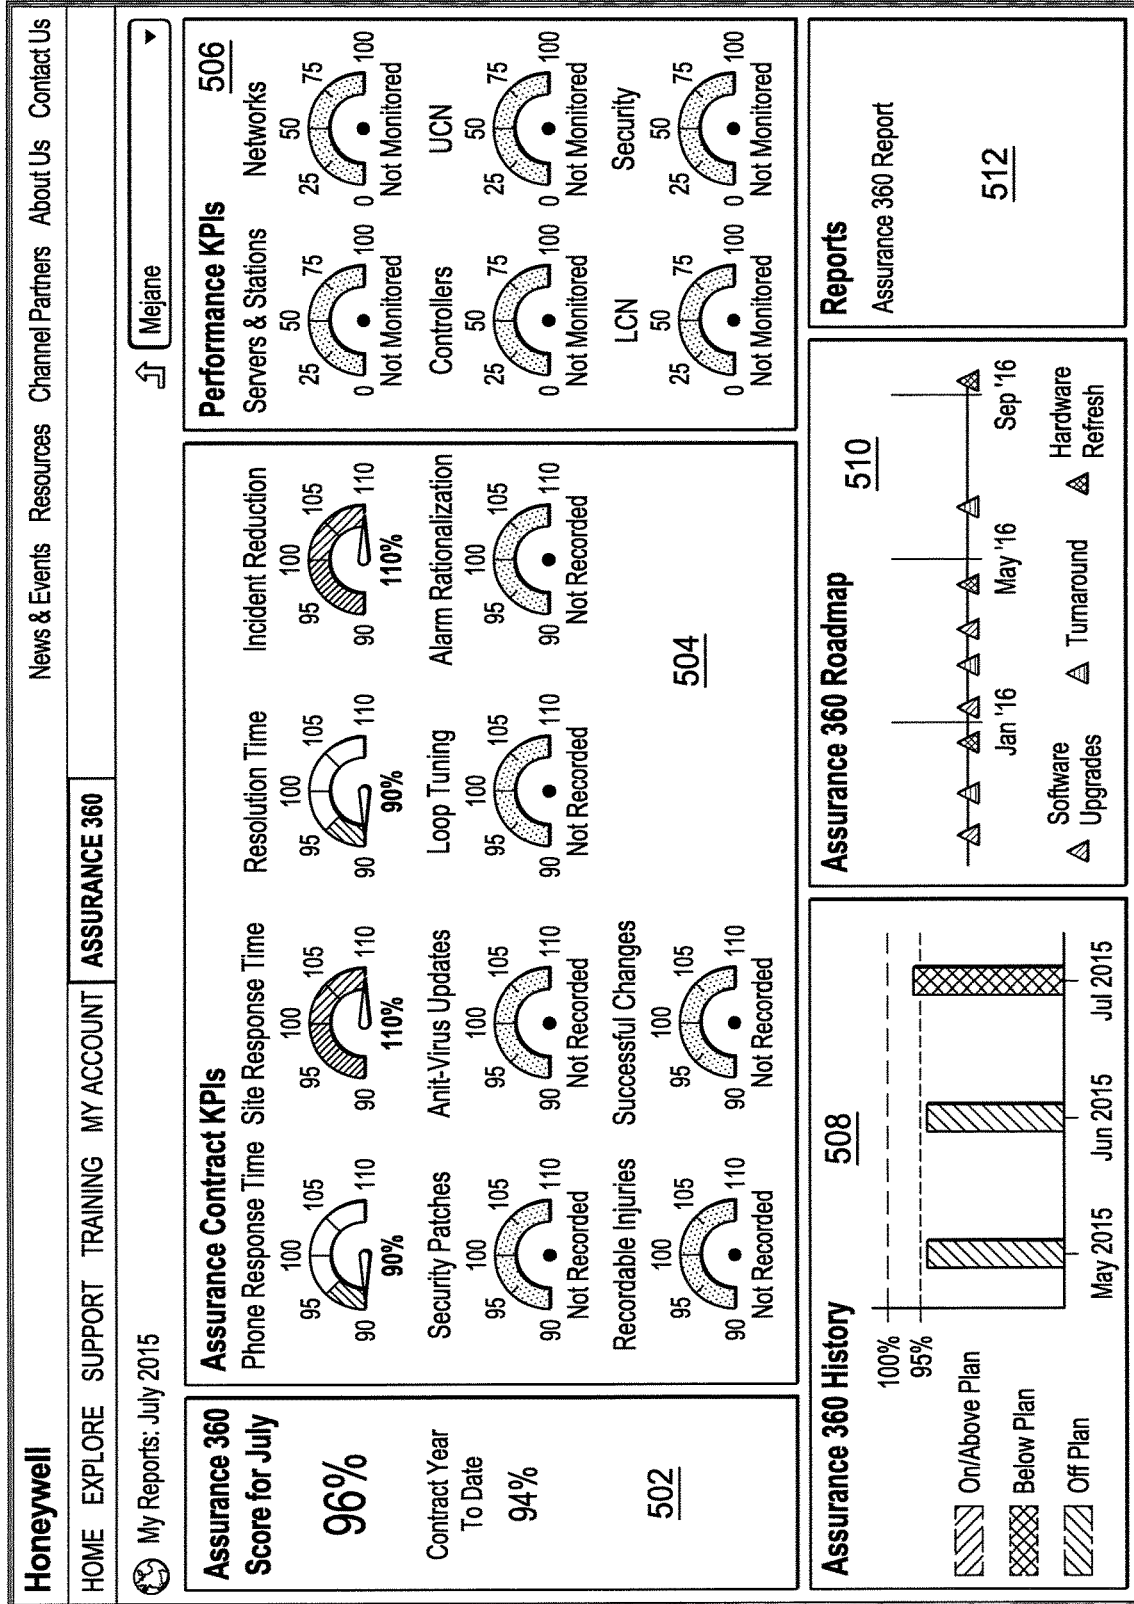 Honeywell
News & Events Resources Channel Partners About Us Contact Us
HOME EXPLORE SUPPORT TRAINING MY ACCOUNT ASSURANCE 360
My Reports: July 2015
Mejane
Assurance 360
Score for July
96%
Contract Year
To Date
94%
502
Assurance Contract KPIs
Phone Response Time Site Response Time Resolution Time Incident Reduction
90 95 100 105 110
90%
90 95 100 105 110
110%
90 95 100 105 110
90%
90 95 100 105 110
110%
Security Patches Anit-Virus Updates Loop Tuning Alarm Rationalization
90 95 100 105 110
Not Recorded
90 95 100 105 110
Not Recorded
90 95 100 105 110
Not Recorded
90 95 100 105 110
Not Recorded
Recordable Injuries Successful Changes
90 95 100 105 110
Not Recorded
90 95 100 105 110
Not Recorded
504
Performance KPIs
506
Servers & Stations Networks
0 25 50 75 100
Not Monitored
0 25 50 75 100
Not Monitored
Controllers UCN
0 25 50 75 100
Not Monitored
0 25 50 75 100
Not Monitored
LCN Security
0 25 50 75 100
Not Monitored
0 25 50 75 100
Not Monitored
Assurance 360 History
508
100%
95%
On/Above Plan
Below Plan
Off Plan
May 2015 Jun 2015 Jul 2015
Assurance 360 Roadmap
510
Jan '16 May '16 Sep '16
Software
Upgrades
Turnaround
Hardware
Refresh
Reports
Assurance 360 Report
512